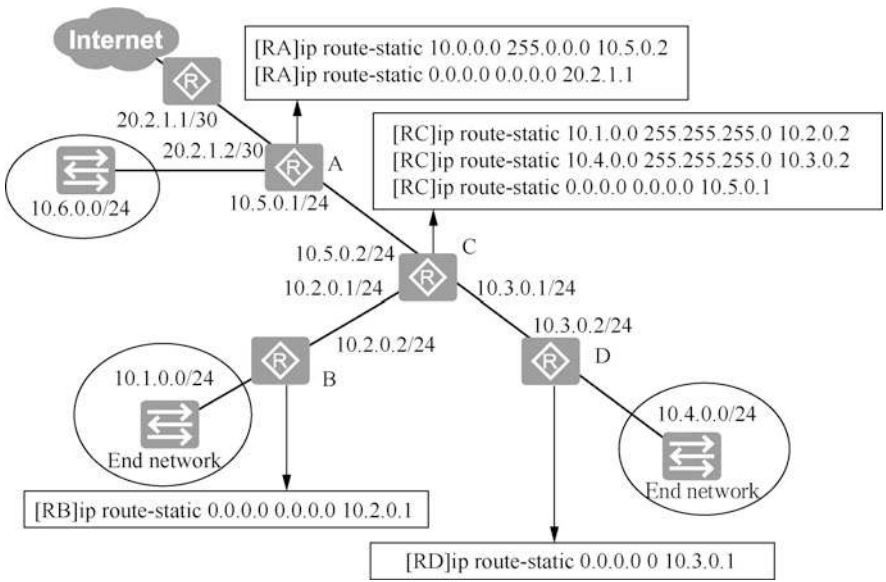 Internet
[RA]ip route-static 10.0.0.0 255.0.0.0 10.5.0.2
[RA]ip route-static 0.0.0.0 0.0.0.0 20.2.1.1
R
20.2.1.1/30
[RC]ip route-static 10.1.0.0 255.255.255.0 10.2.0.2
[RC]ip route-static 10.4.0.0 255.255.255.0 10.3.0.2
[RC]ip route-static 0.0.0.0 0.0.0.0 10.5.0.1
20.2.1.2/30
R
A
10.6.0.0/24
10.5.0.1/24
10.5.0.2/24
C
R
10.2.0.1/24
10.3.0.1/24
10.3.0.2/24
10.2.0.2/24
R
B
R
D
10.1.0.0/24
End network
10.4.0.0/24
End network
[RB]ip route-static 0.0.0.0 0.0.0.0 10.2.0.1
[RD]ip route-static 0.0.0.0 0 10.3.0.1